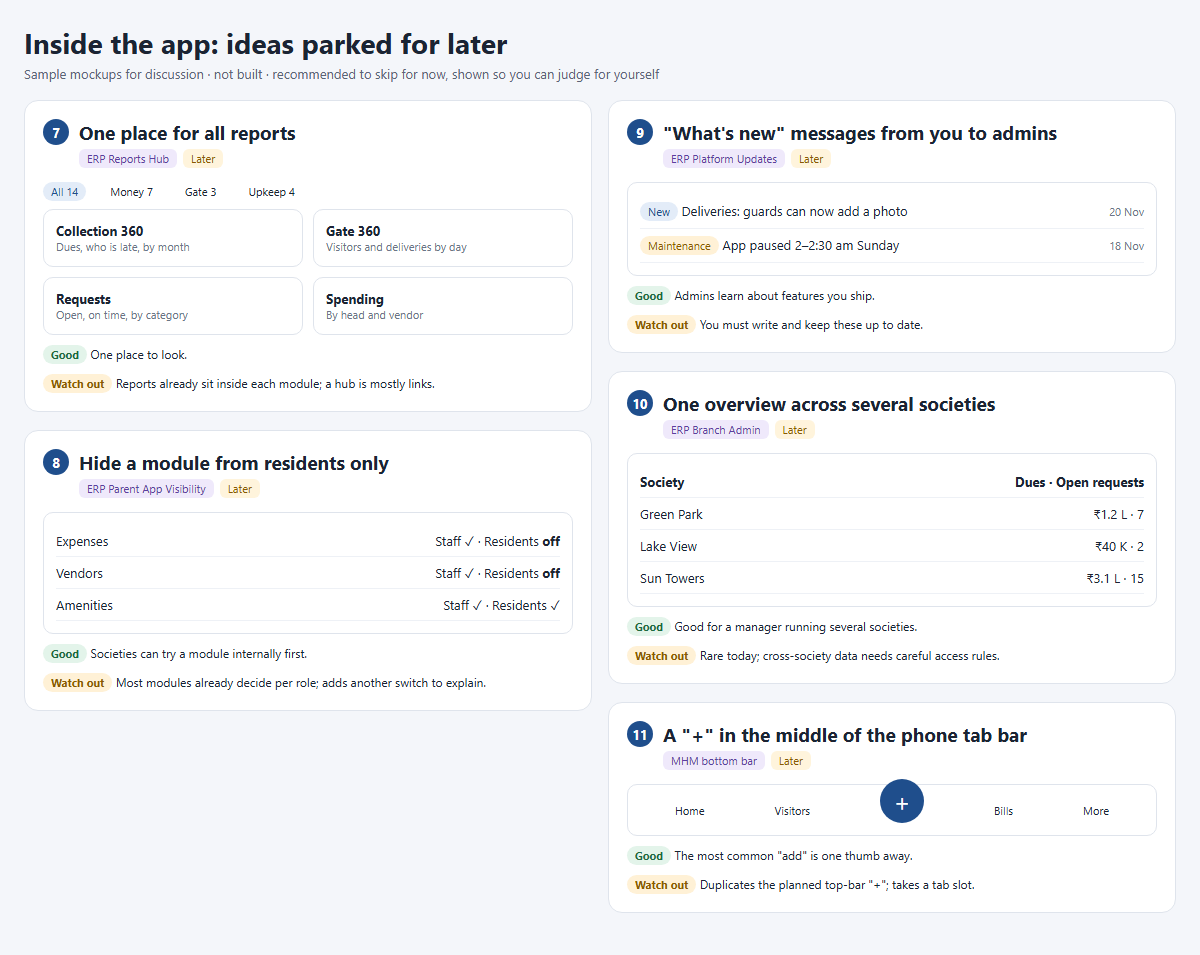 Inside the app: ideas parked for later
Sample mockups for discussion · not built · recommended to skip for now, shown so you can judge for yourself
7 One place for all reports
ERP Reports Hub Later
All 14 Money 7 Gate 3 Upkeep 4
Collection 360
Dues, who is late, by month
Gate 360
Visitors and deliveries by day
Requests
Open, on time, by category
Spending
By head and vendor
Good One place to look.
Watch out Reports already sit inside each module; a hub is mostly links.
8 Hide a module from residents only
ERP Parent App Visibility Later
Expenses Staff ✓ · Residents off
Vendors Staff ✓ · Residents off
Amenities Staff ✓ · Residents ✓
Good Societies can try a module internally first.
Watch out Most modules already decide per role; adds another switch to explain.
9 "What's new" messages from you to admins
ERP Platform Updates Later
New Deliveries: guards can now add a photo 20 Nov
Maintenance App paused 2–2:30 am Sunday 18 Nov
Good Admins learn about features you ship.
Watch out You must write and keep these up to date.
10 One overview across several societies
ERP Branch Admin Later
Society Dues · Open requests
Green Park ₹1.2 L · 7
Lake View ₹40 K · 2
Sun Towers ₹3.1 L · 15
Good Good for a manager running several societies.
Watch out Rare today; cross-society data needs careful access rules.
11 A "+" in the middle of the phone tab bar
MHM bottom bar Later
Home Visitors + Bills More
Good The most common "add" is one thumb away.
Watch out Duplicates the planned top-bar "+"; takes a tab slot.